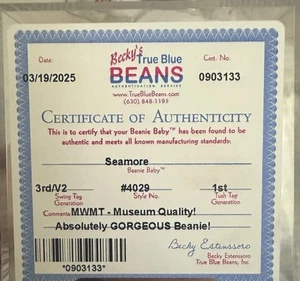 Becky's
True Blue
BEANS
AUTHENTICATION SERVICE
www.TrueBlueBeans.com
(630) 848-1193
Date:
03/19/2025
Cert. No.
0903133
CERTIFICATE OF AUTHENTICITY
This is to certify that your Beanie Baby™ has been found to
be authentic and meets all known manufacturing standards:
Seamore
Beanie Baby™
3rd/V2 #4029 1st
Swing Tag Generation
Style No.
Tush Tag Generation
Comments: MWMT - Museum Quality!
Absolutely GORGEOUS Beanie!
*0903133*
Becky Estenssoro
Becky Estenssoro
True Blue Beans, Inc.